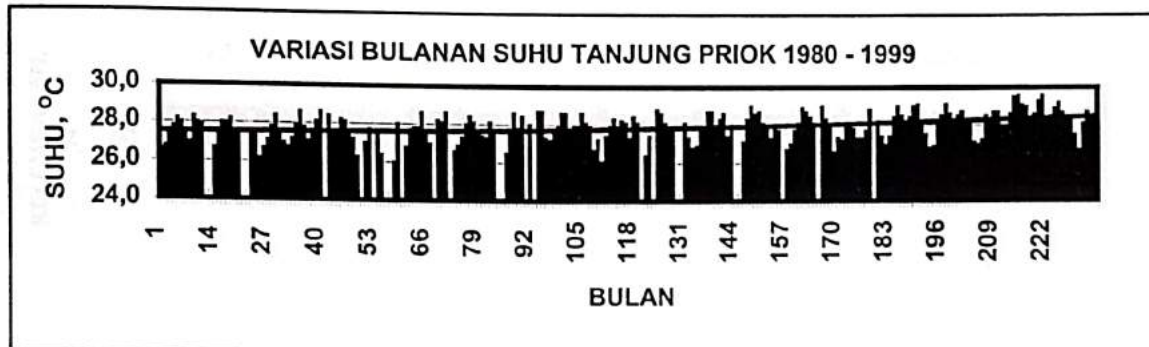 VARIASI BULANAN SUHU TANJUNG PRIOK 1980 - 1999
SUHU, °C
30,0
28,0
26,0
24,0
1 14 27 40 53 66 79 92 105 118 131 144 157 170 183 196 209 222
BULAN